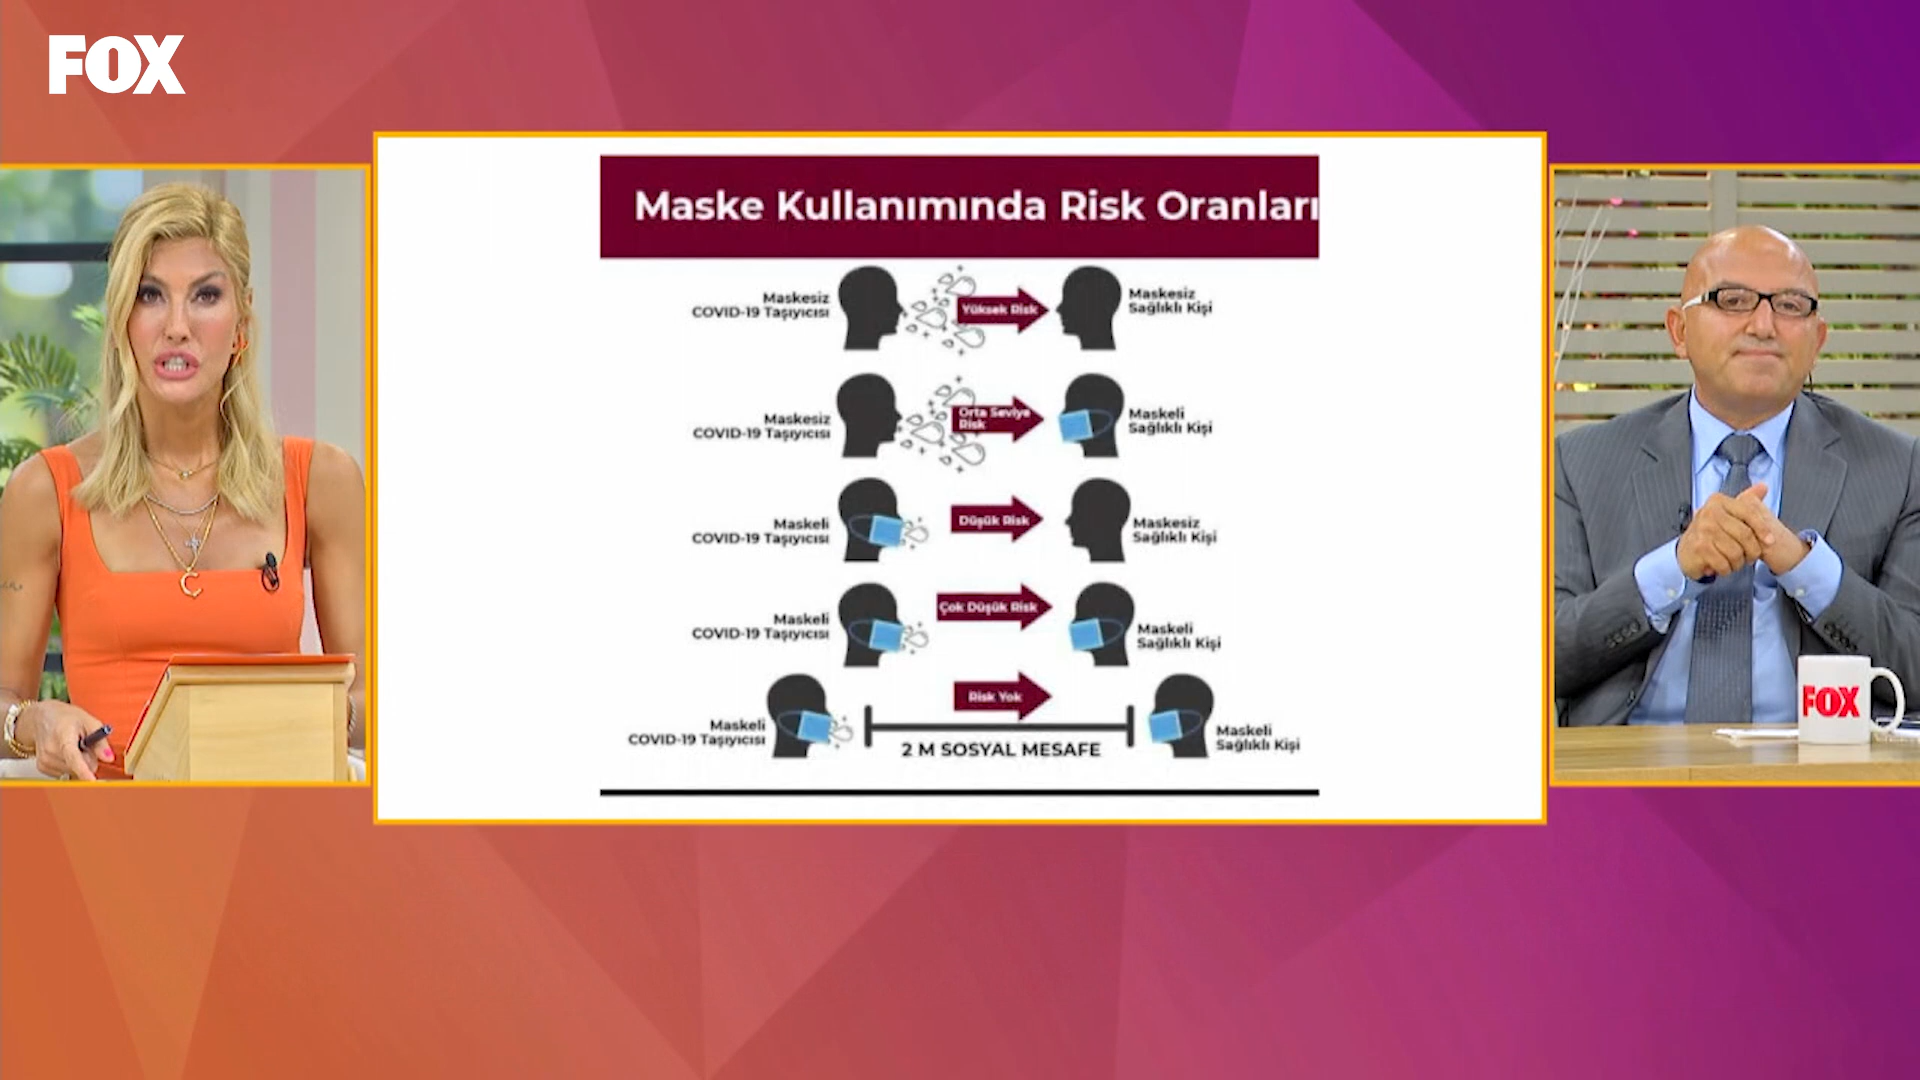 FOX
Maske Kullanımında Risk Oranları
Maskesiz
COVID-19 Taşıyıcısı
Yüksek Risk
Maskesiz
Sağlıklı Kişi
Maskesiz
COVID-19 Taşıyıcısı
Orta Seviye
Risk
Maskeli
Sağlıklı Kişi
Maskeli
COVID-19 Taşıyıcısı
Düşük Risk
Maskesiz
Sağlıklı Kişi
Maskeli
COVID-19 Taşıyıcısı
Çok Düşük Risk
Maskeli
Sağlıklı Kişi
Maskeli
COVID-19 Taşıyıcısı
Risk Yok
2 M SOSYAL MESAFE
Maskeli
Sağlıklı Kişi
FOX